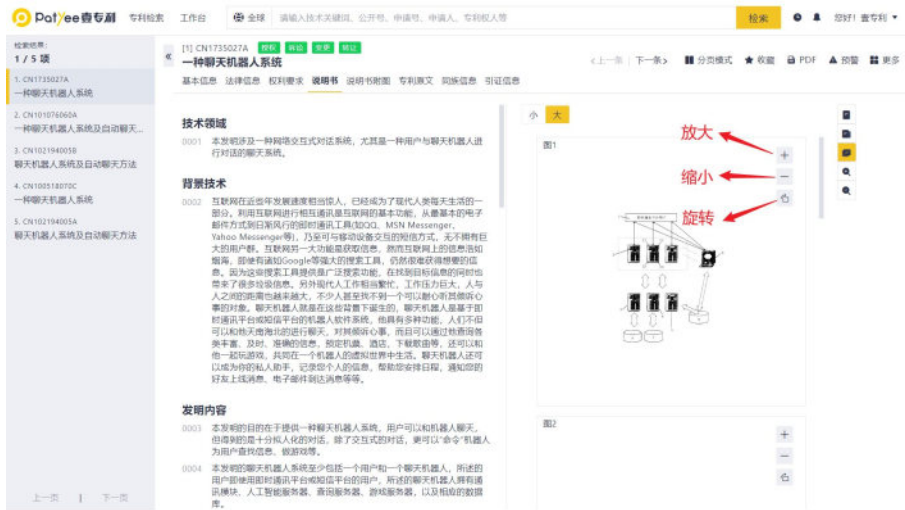 Patyee壹专利 专利检索 工作台 全球 请输入技术关键词、公开号、申请号、申请人、专利权人等 检索 您好！壹专利
检索结果:
1 / 5 项
1. CN1735027A
一种聊天机器人系统
2. CN101076060A
一种聊天机器人系统及自动聊天...
3. CN102194005B
聊天机器人系统及自动聊天方法
4. CN100518070C
一种聊天机器人系统
5. CN102194005A
聊天机器人系统及自动聊天方法
上一页 | 下一页
[1] CN1735027A 授权 诉讼 变更 转让
一种聊天机器人系统
<上一条 下一条> 分页模式 收藏 PDF 预警 更多
基本信息 法律信息 权利要求 说明书 说明书附图 专利原文 同族信息 引证信息
技术领域
0001 本发明涉及一种网络交互式对话系统，尤其是一种用户与聊天机器人进
行对话的聊天系统。
背景技术
0002 互联网在近些年发展速度相当惊人，已经成为了现代人类每天生活的一
部分。利用互联网进行相互通讯是互联网的基本功能，从最基本的电子
邮件方式到日渐风行的即时通讯工具(如QQ、MSN Messenger,
Yahoo Messenger等)，乃至可与移动设备交互的短信方式，无不拥有巨
大的用户群。互联网另一大功能是获取信息，然而互联网上的信息浩如
烟海，即使有诸如Google等强大的搜索工具，仍然很难获得想要的信
息。因为这些搜索工具提供是广泛搜索功能，在找到目标信息的同时也
带来了很多垃圾信息。另外现代人工作相当繁忙，工作压力巨大，人与
人之间的距离也越来越大，不少人甚至找不到一个可以耐心听其倾诉心
事的对象。聊天机器人就是在这些背景下诞生的，聊天机器人是基于即
时通讯平台或短信平台的机器人软件系统，他具有多种功能，人们不但
可以和他天南海北的进行聊天，对其倾诉心事，而且可以通过他查询各
类丰富、及时、准确的信息，预定机票、酒店，下载歌曲等，还可以和
他一起玩游戏，共同在一个机器人的虚拟世界中生活。聊天机器人还可
以成为你的私人助手，记录您个人的信息，帮助您安排日程，通知您的
好友上线消息、电子邮件到达消息等等。
发明内容
0003 本发明的目的在于提供一种聊天机器人系统，用户可以和机器人聊天，
但得到的是十分拟人化的对话，除了交互式的对话，更可以“命令”机器人
为用户查找信息、做游戏等。
0004 本发明的聊天机器人系统至少包括一个用户和一个聊天机器人，所述的
用户即使用即时通讯平台或短信平台的用户，所述的聊天机器人拥有通
讯模块、人工智能服务器、查询服务器、游戏服务器，以及相应的数据
库。
小 大
图1
放大
缩小
旋转
图2